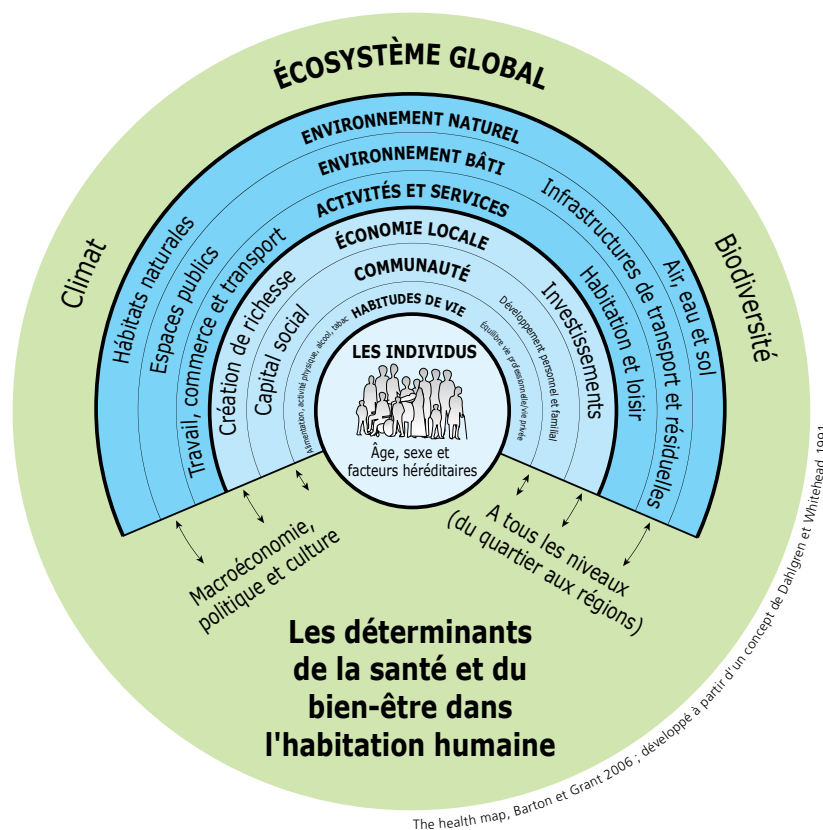 ÉCOSYSTÈME GLOBAL
Climat
Biodiversité
ENVIRONNEMENT NATUREL
Hábitats naturales
Air, eau et sol
ENVIRONNEMENT BÂTI
Espaces publics
Infrastructures de transport et résiduelles
ACTIVITÉS ET SERVICES
Travail, commerce et transport
Habitation et loisir
ÉCONOMIE LOCALE
Création de richesse
Investissements
COMMUNAUTÉ
Capital social
Développement personnel et familial
HABITUDES DE VIE
Alimentation, activité physique, alcool, tabac
Équilibre vie professionnelle/vie privée
LES INDIVIDUS
Âge, sexe et
facteurs héréditaires
Macroéconomie,
politique et culture
A tous les niveaux
(du quartier aux régions)
Les déterminants
de la santé et du
bien-être dans
l'habitation humaine
The health map, Barton et Grant 2006 ; développé à partir d'un concept de Dahlgren et Whitehead 1991